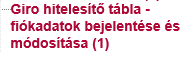 Giro hitelesítő tábla -
fiókadatok bejelentése és
módosítása (1)